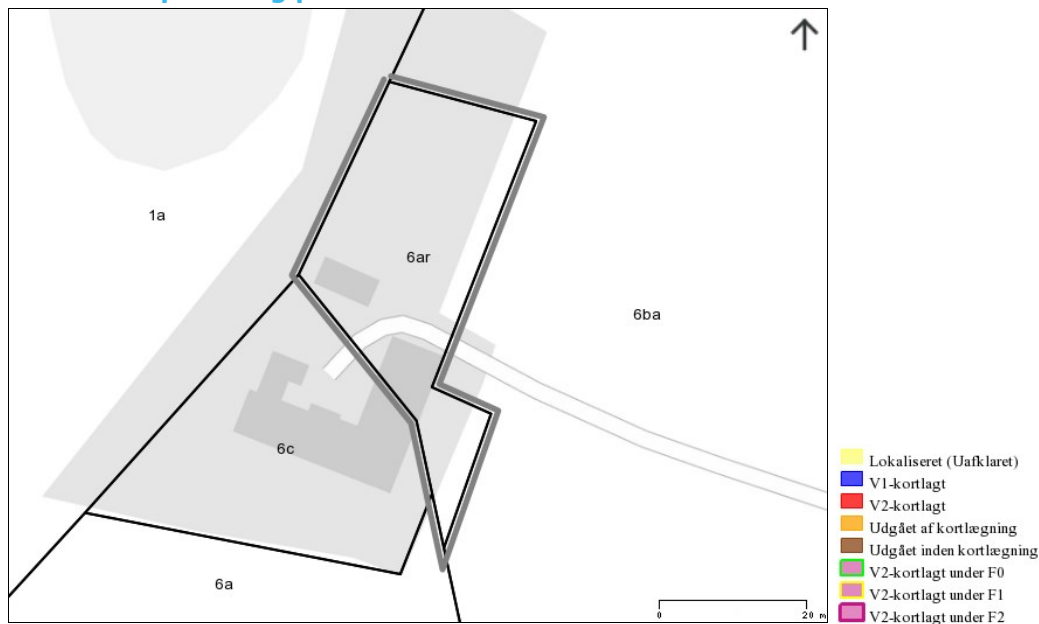 1a
6ar
6ba
6c
6a
0 20 m
Lokaliseret (Uafklaret)
V1-kortlagt
V2-kortlagt
Udgået af kortlægning
Udgået inden kortlægning
V2-kortlagt under F0
V2-kortlagt under F1
V2-kortlagt under F2